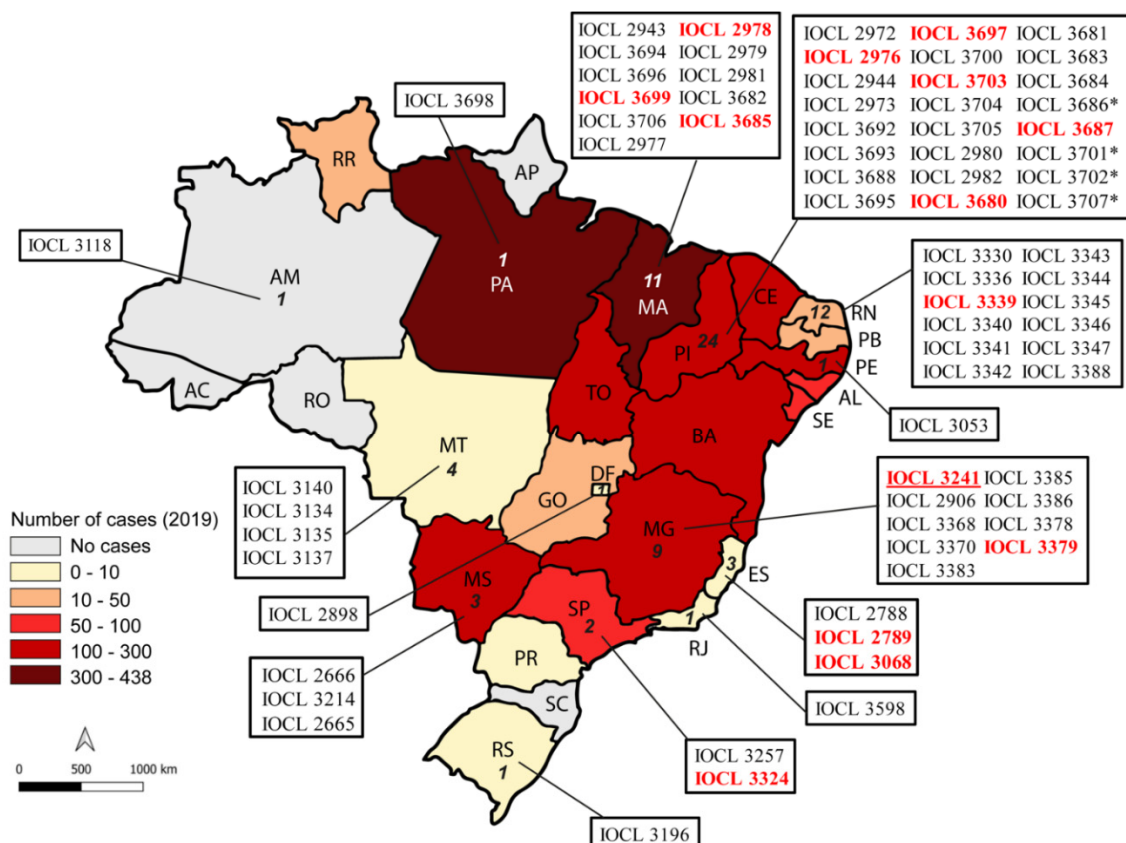 IOCL 2943 IOCL 2978
IOCL 3694 IOCL 2979
IOCL 3696 IOCL 2981
IOCL 3699 IOCL 3682
IOCL 3706 IOCL 3685
IOCL 2977
IOCL 2972 IOCL 3697 IOCL 3681
IOCL 2976 IOCL 3700 IOCL 3683
IOCL 2944 IOCL 3703 IOCL 3684
IOCL 2973 IOCL 3704 IOCL 3686*
IOCL 3692 IOCL 3705 IOCL 3687
IOCL 3693 IOCL 2980 IOCL 3701*
IOCL 3688 IOCL 2982 IOCL 3702*
IOCL 3695 IOCL 3680 IOCL 3707*
IOCL 3698
IOCL 3118
RR
AP
AM
1
1
PA
11
MA
CE
PI 24
12
RN
PB
1
PE
AL
SE
AC
RO
TO
BA
MT
4
GO
DF
1
MG
9
MS
3
SP
2
3
ES
1
RJ
PR
SC
RS
1
IOCL 3330 IOCL 3343
IOCL 3336 IOCL 3344
IOCL 3339 IOCL 3345
IOCL 3340 IOCL 3346
IOCL 3341 IOCL 3347
IOCL 3342 IOCL 3388
IOCL 3053
IOCL 3241 IOCL 3385
IOCL 2906 IOCL 3386
IOCL 3368 IOCL 3378
IOCL 3370 IOCL 3379
IOCL 3383
IOCL 3140
IOCL 3134
IOCL 3135
IOCL 3137
IOCL 2898
IOCL 2788
IOCL 2789
IOCL 3068
IOCL 2666
IOCL 3214
IOCL 2665
IOCL 3598
IOCL 3257
IOCL 3324
IOCL 3196
Number of cases (2019)
No cases
0 - 10
10 - 50
50 - 100
100 - 300
300 - 438
0 500 1000 km